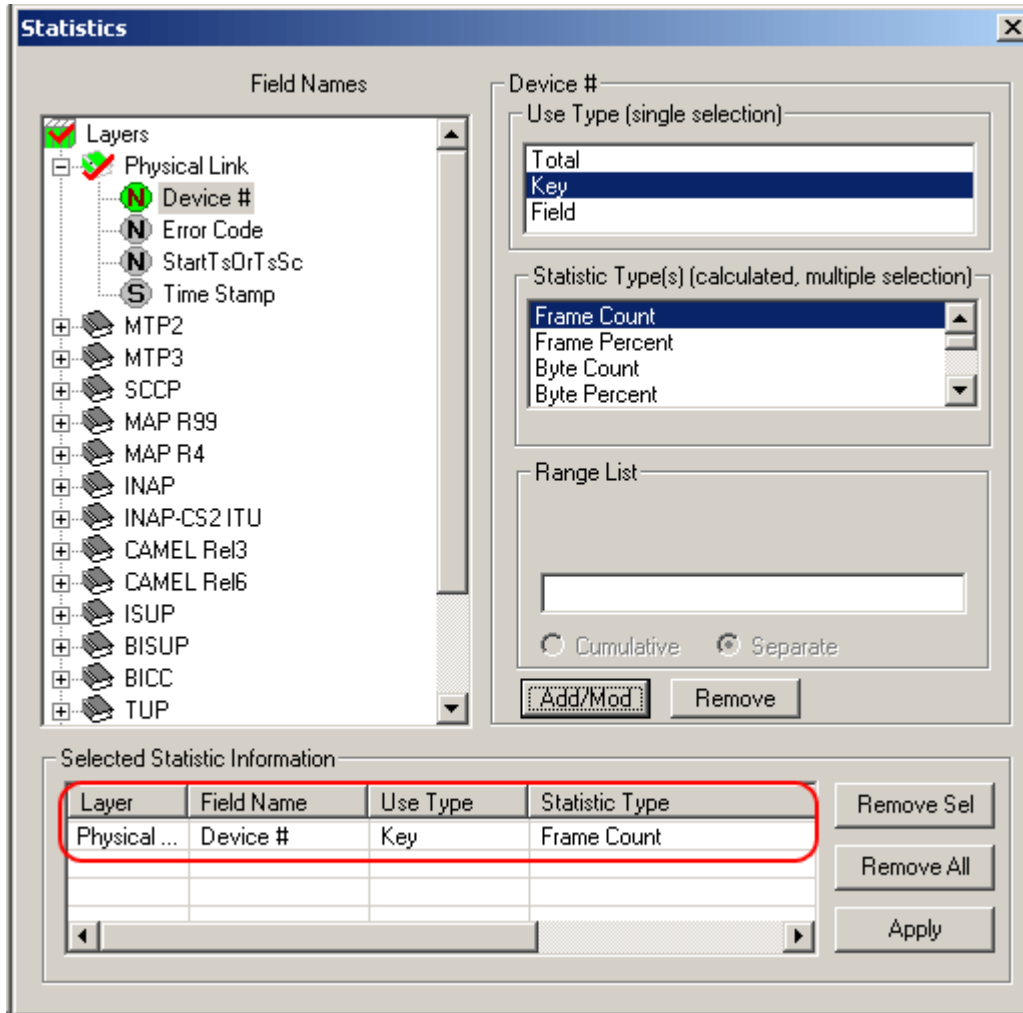 Statistics
Field Names
Layers
Physical Link
N Device #
N Error Code
N StartTsOrTsSc
S Time Stamp
MTP2
MTP3
SCCP
MAP R99
MAP R4
INAP
INAP-CS2 ITU
CAMEL Rel3
CAMEL Rel6
ISUP
BISUP
BICC
TUP
Device #
Use Type (single selection)
Total
Key
Field
Statistic Type(s) (calculated, multiple selection)
Frame Count
Frame Percent
Byte Count
Byte Percent
Range List
Cumulative Separate
Add/Mod Remove
Selected Statistic Information
Layer Field Name Use Type Statistic Type
Physical ... Device # Key Frame Count
Remove Sel
Remove All
Apply